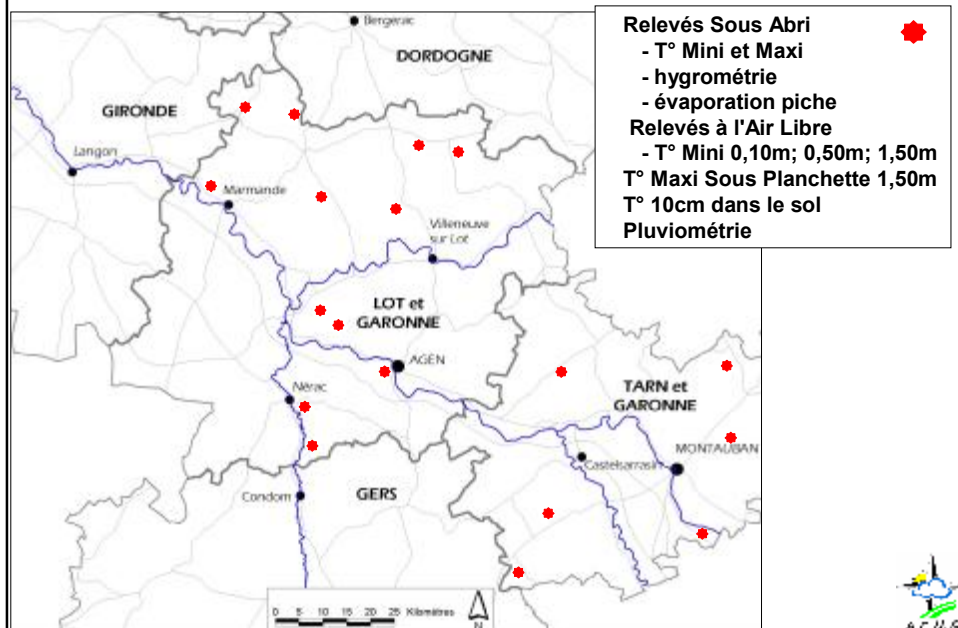 Relevés Sous Abri
- T° Mini et Maxi
- hygrométrie
- évaporation piche
Relevés à l'Air Libre
- T° Mini 0,10m; 0,50m; 1,50m
T° Maxi Sous Planchette 1,50m
T° 10cm dans le sol
Pluviométrie
Bergerac
DORDOGNE
GIRONDE
Langon
Marmande
Villeneuve
sur Lot
LOT et
GARONNE
AGEN
Nérac
TARN et
GARONNE
MONTAUBAN
Castelsarrasin
Condom
GERS
0 5 10 15 20 25 Kilomètres
N